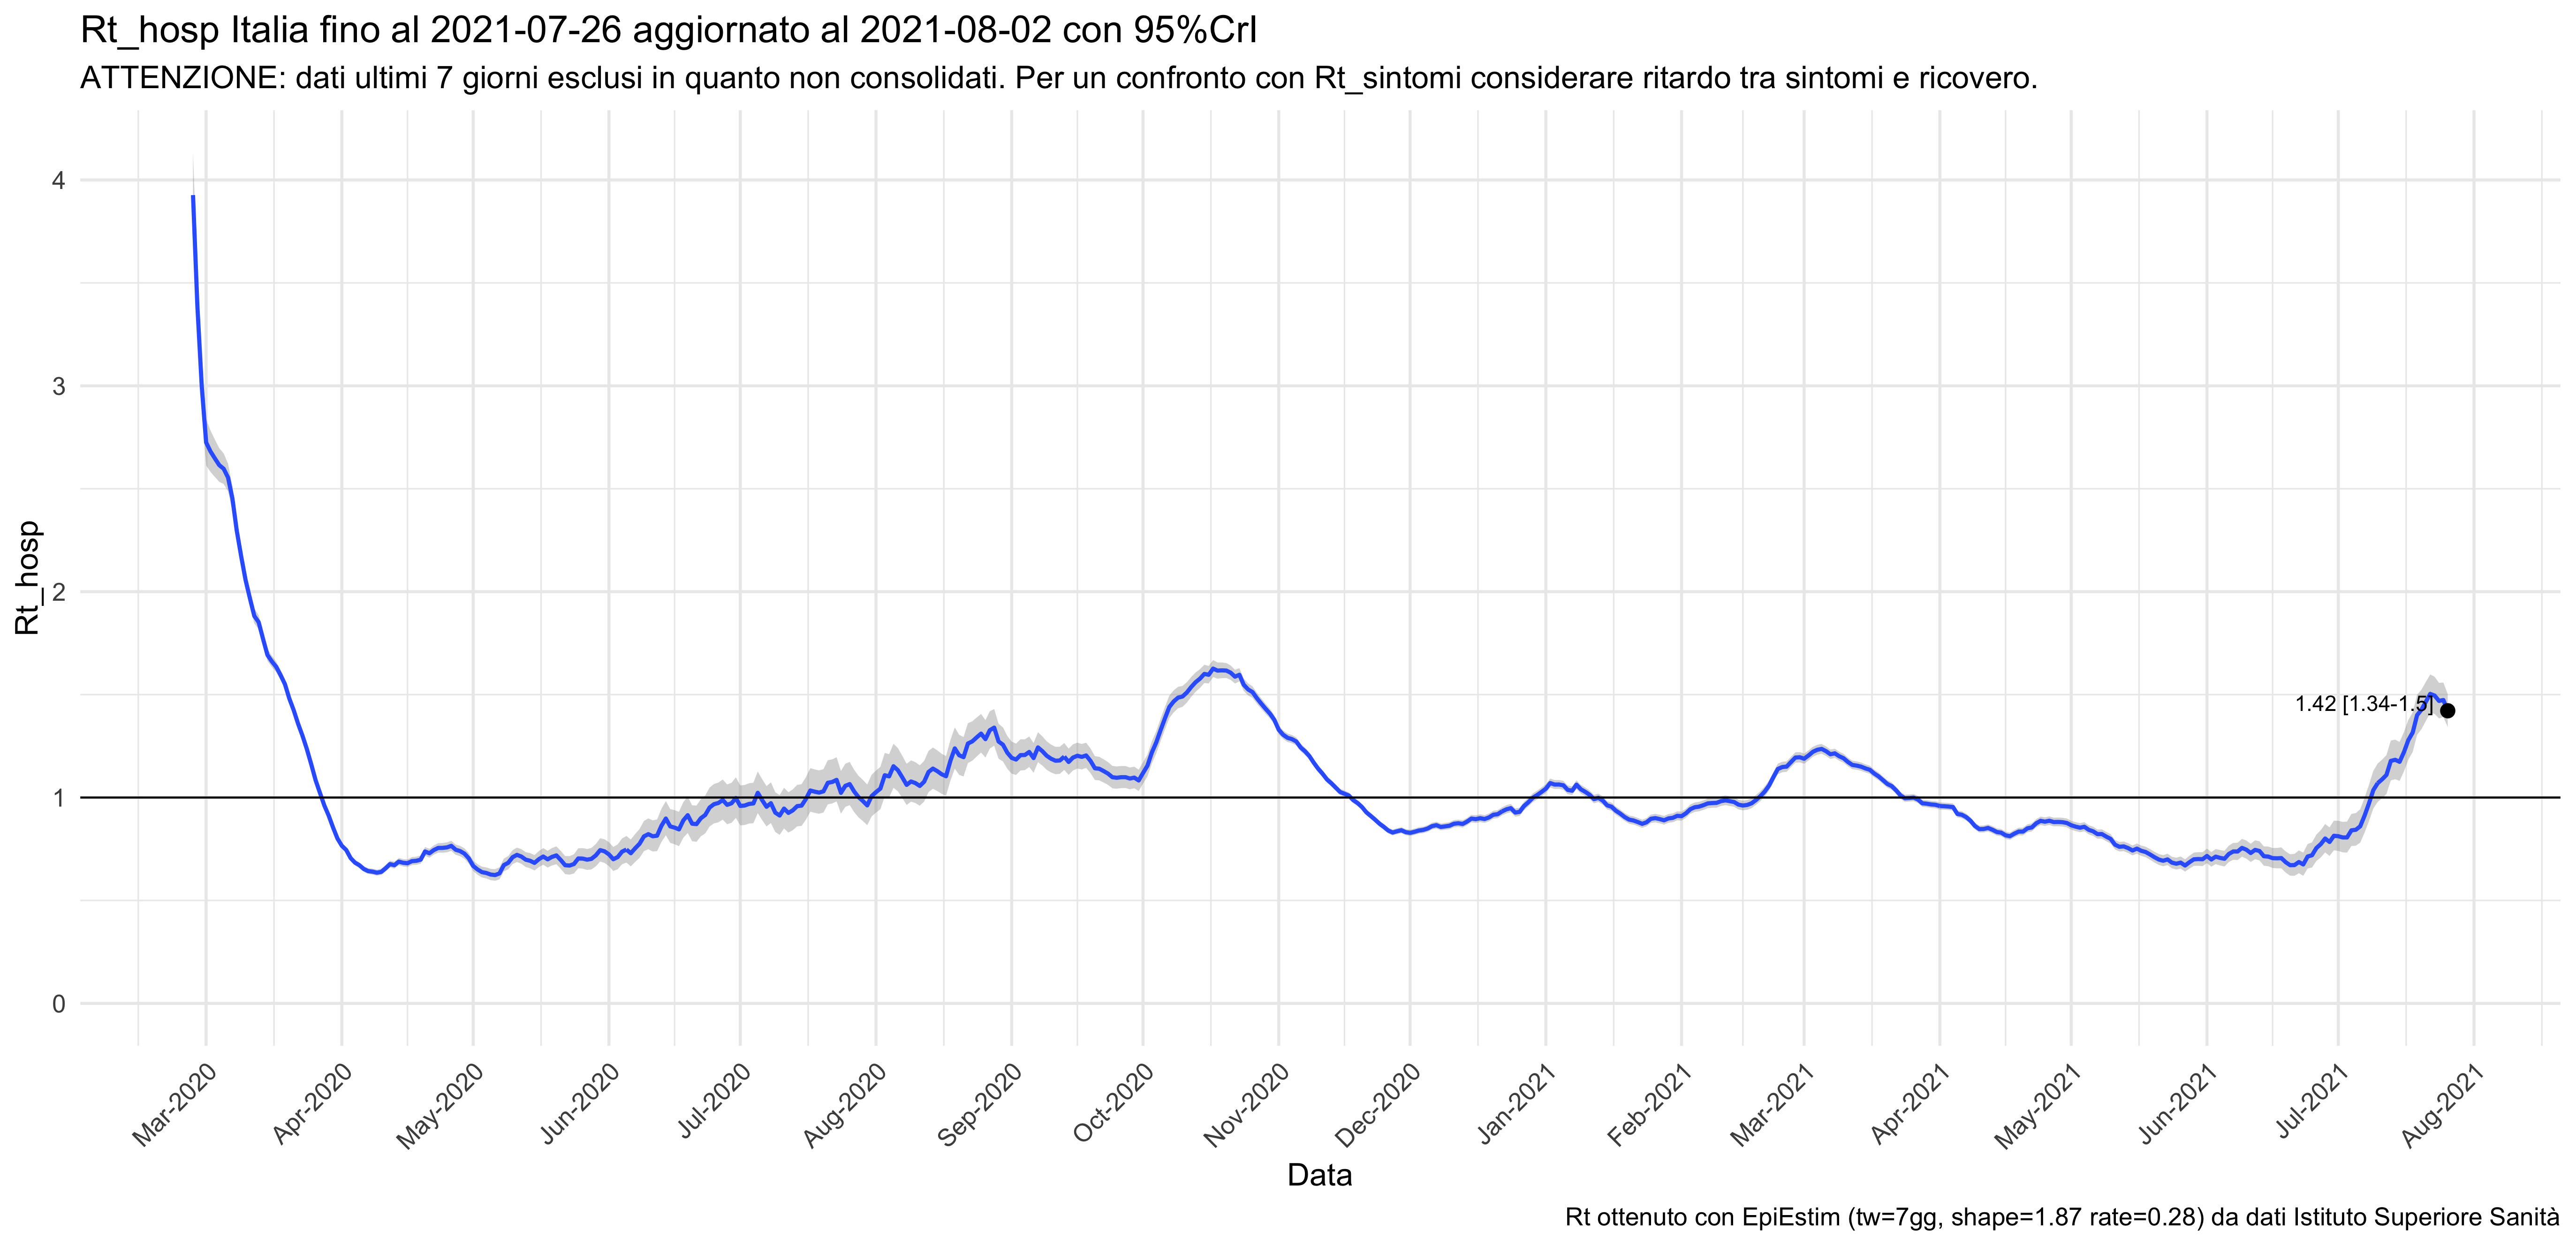 Rt_hosp Italia fino al 2021-07-26 aggiornato al 2021-08-02 con 95%CrI
ATTENZIONE: dati ultimi 7 giorni esclusi in quanto non consolidati. Per un confronto con Rt_sintomi considerare ritardo tra sintomi e ricovero.
Rt_hosp
4
3
2
1
0
1.42 [1.34-1.5]
Mar-2020
Apr-2020
May-2020
Jun-2020
Jul-2020
Aug-2020
Sep-2020
Oct-2020
Nov-2020
Dec-2020
Jan-2021
Feb-2021
Mar-2021
Apr-2021
May-2021
Jun-2021
Jul-2021
Aug-2021
Data
Rt ottenuto con EpiEstim (tw=7gg, shape=1.87 rate=0.28) da dati Istituto Superiore Sanità